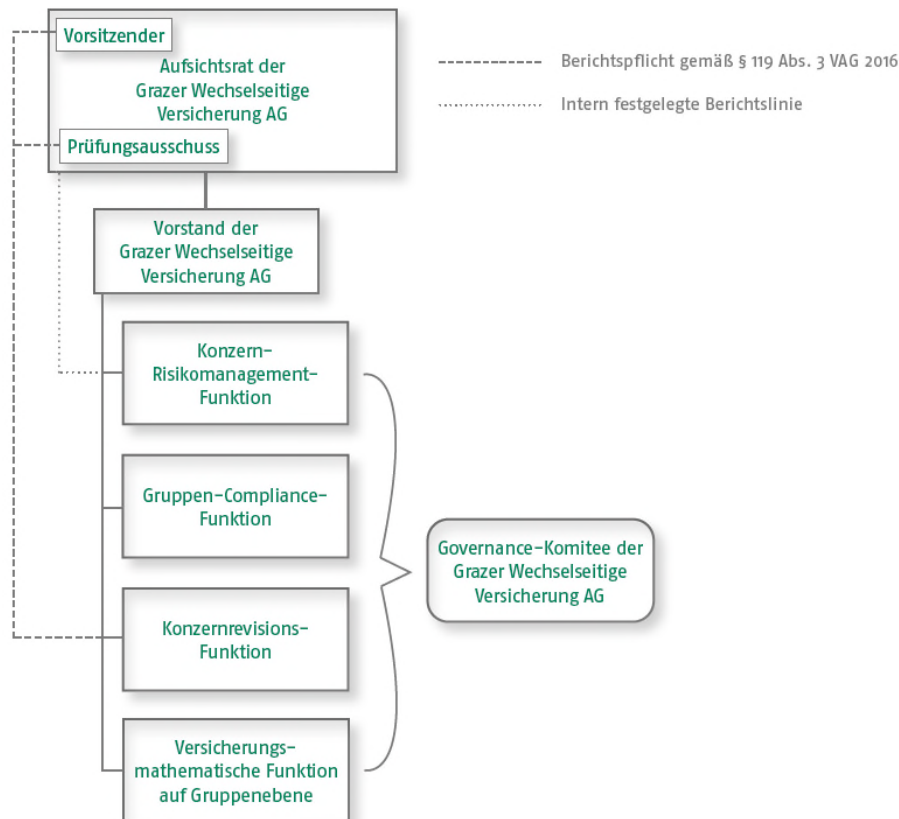 Vorsitzender
Aufsichtsrat der
Grazer Wechselseitige
Versicherung AG
Prüfungsausschuss
Berichtspflicht gemäß § 119 Abs. 3 VAG 2016
Intern festgelegte Berichtslinie
Vorstand der
Grazer Wechselseitige
Versicherung AG
Konzern-
Risikomanagement-
Funktion
Gruppen-Compliance-
Funktion
Konzernrevisions-
Funktion
Versicherungs-
mathematische Funktion
auf Gruppenebene
Governance-Komitee der
Grazer Wechselseitige
Versicherung AG